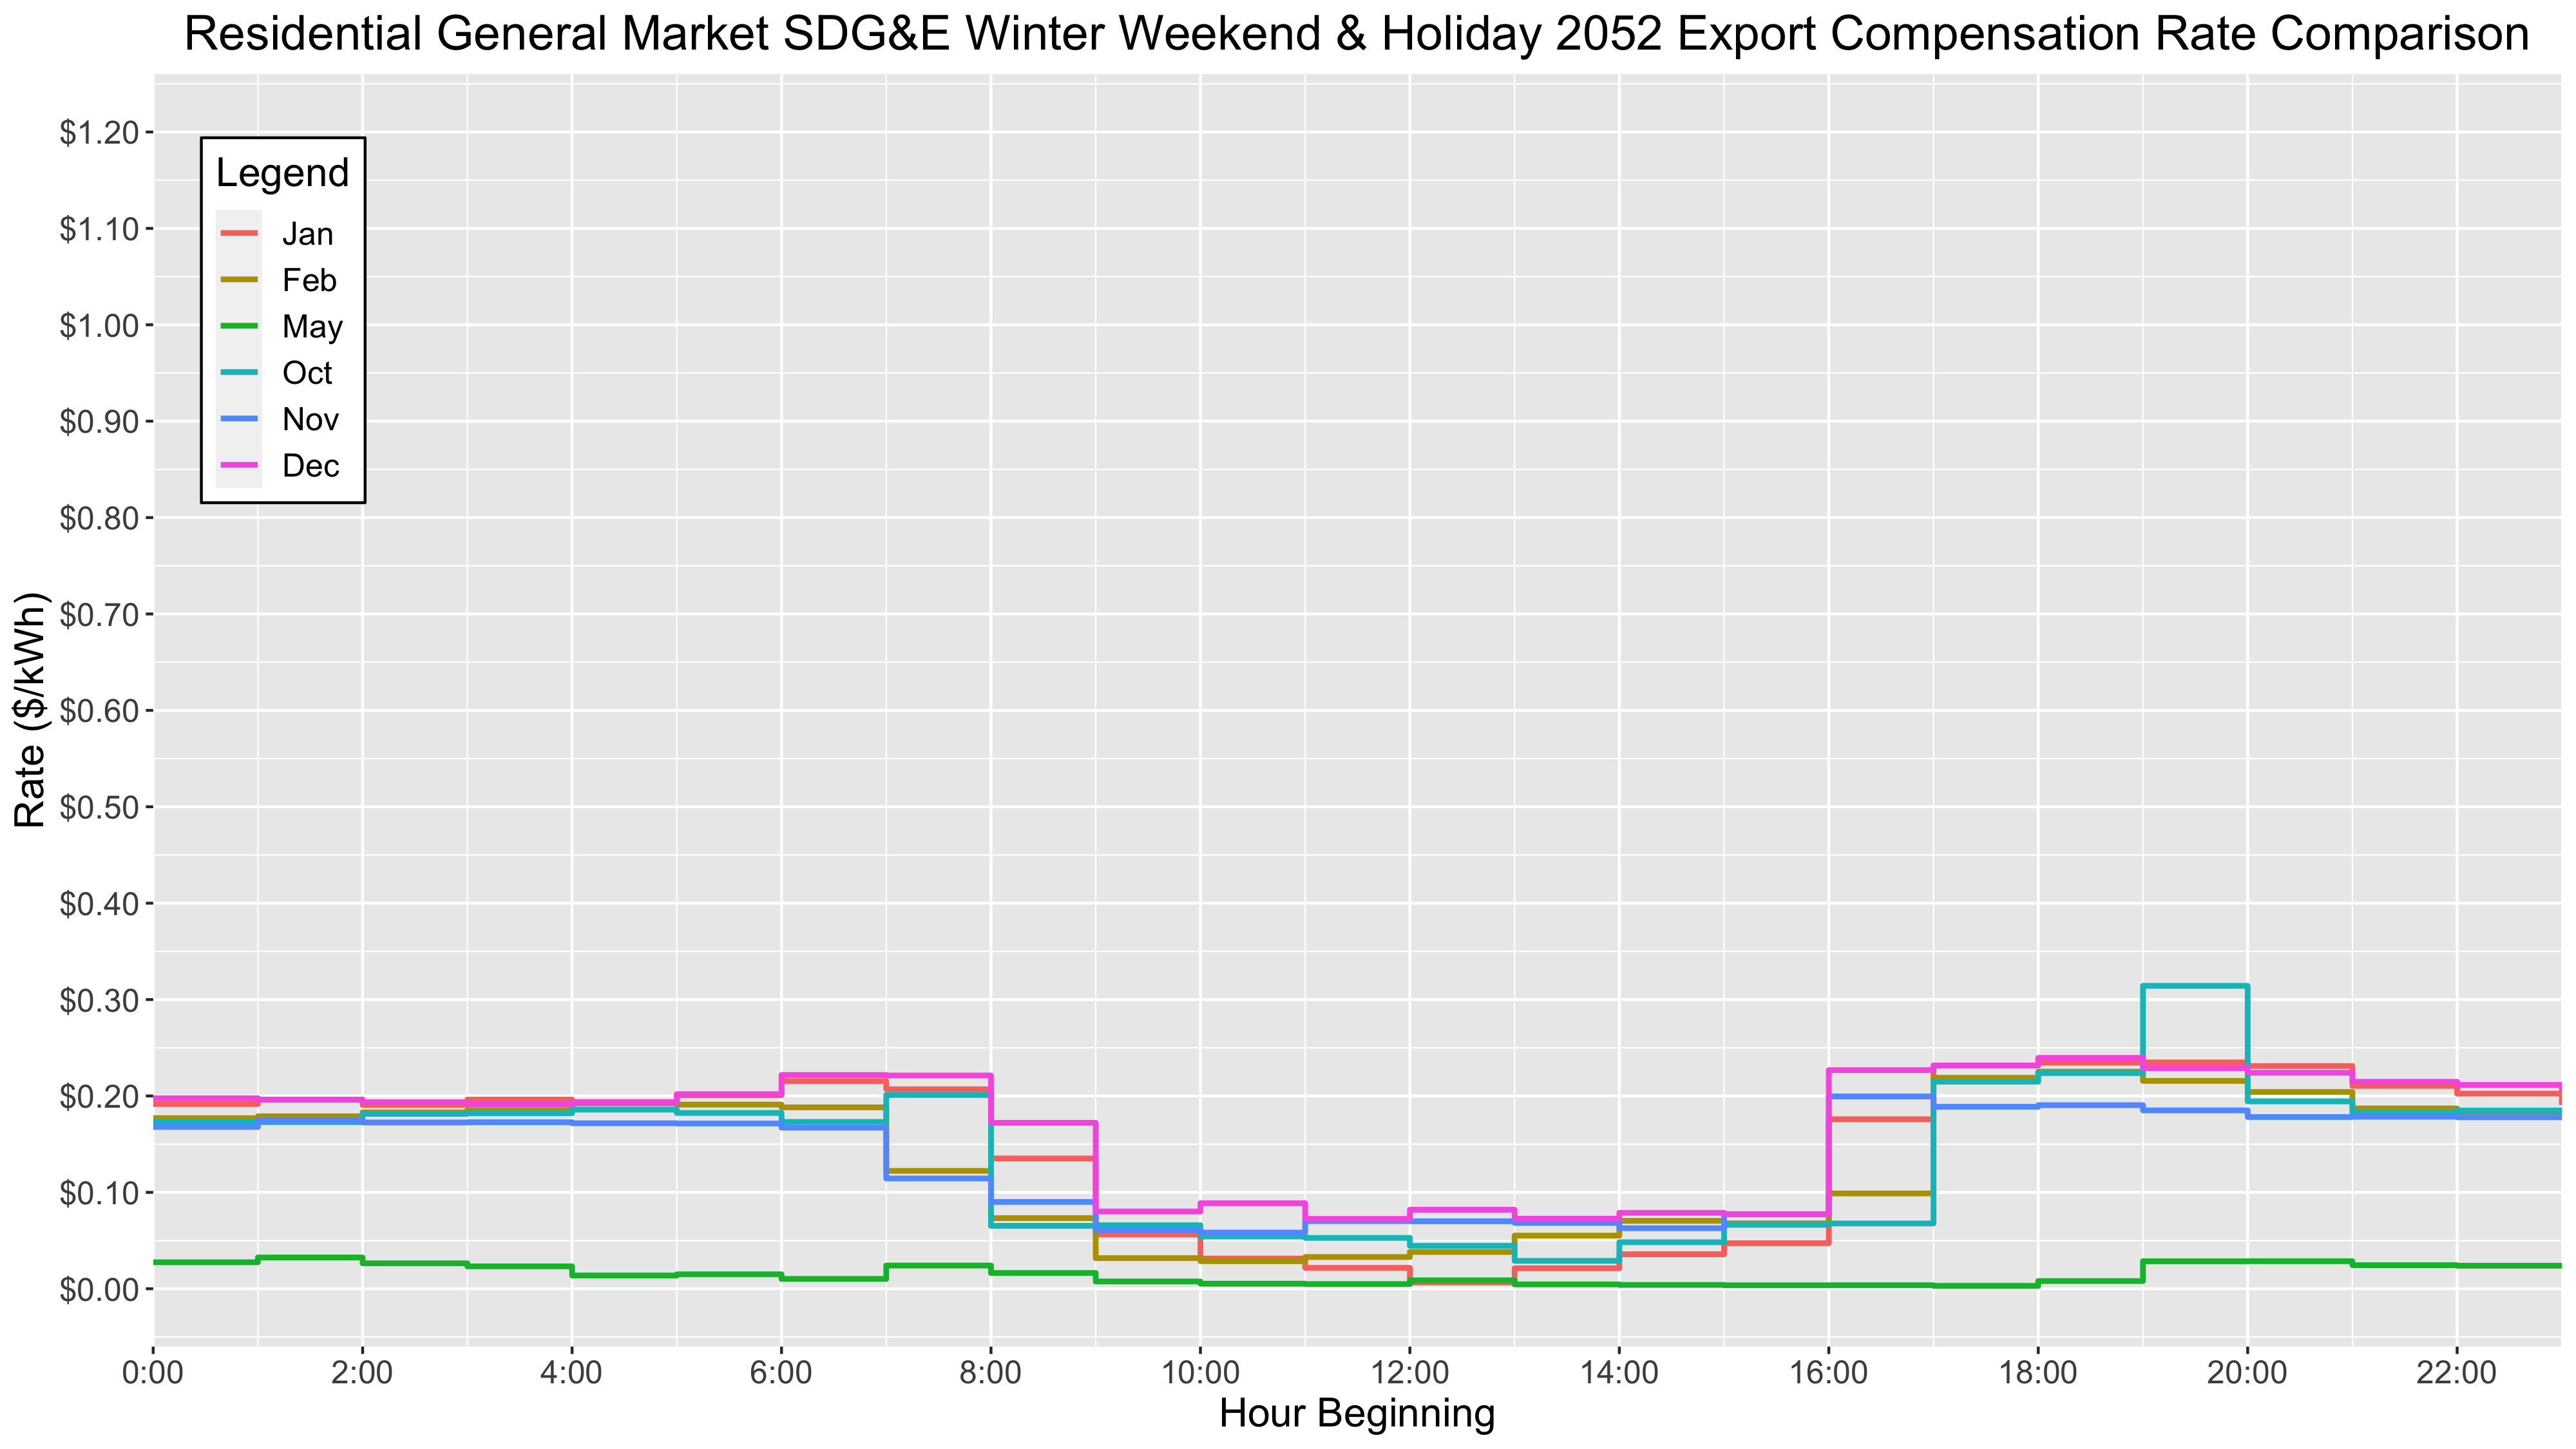 Residential General Market SDG&E Winter Weekend & Holiday 2052 Export Compensation Rate Comparison
$1.20
$1.10
$1.00
$0.90
$0.80
$0.70
$0.60
$0.50
$0.40
$0.30
$0.20
$0.10
$0.00
Rate ($/kWh)
Legend
Jan
Feb
May
Oct
Nov
Dec
0:00 2:00 4:00 6:00 8:00 10:00 12:00 14:00 16:00 18:00 20:00 22:00
Hour Beginning